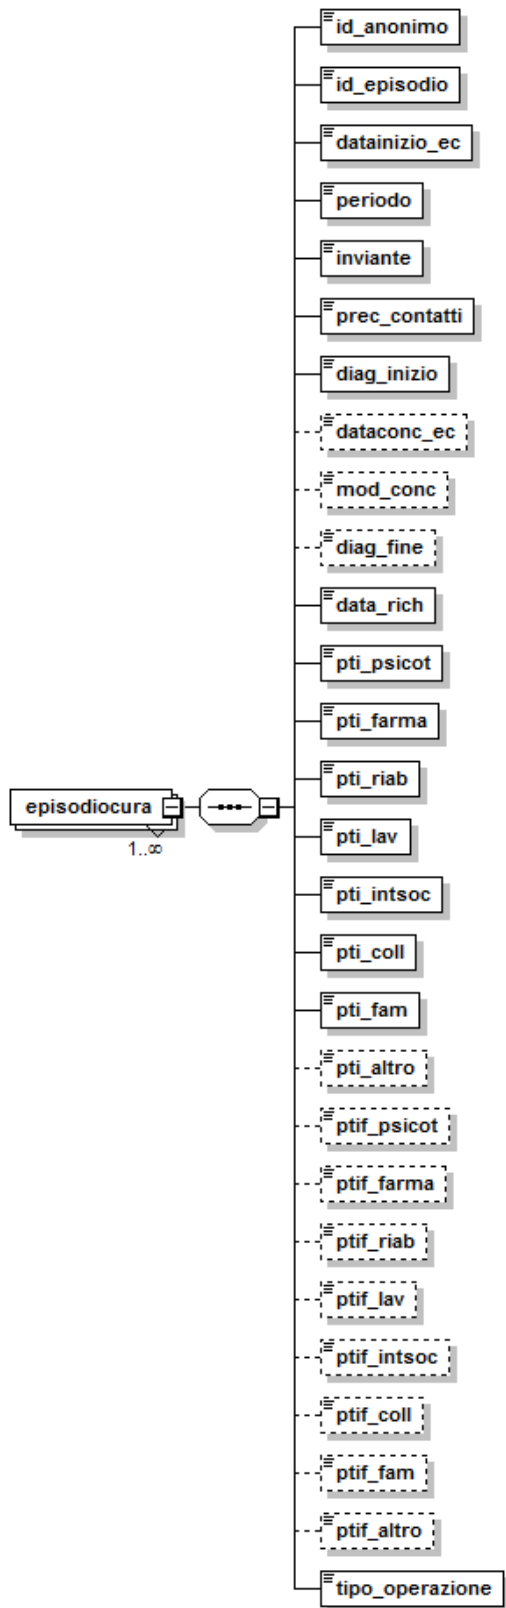 id_anonimo
id_episodio
datainizio_ec
periodo
inviante
prec_contatti
diag_inizio
dataconc_ec
mod_conc
diag_fine
data_rich
pti_psicot
pti_farma
pti_riab
episodiocura
1..∞
pti_lav
pti_intsoc
pti_coll
pti_fam
pti_altro
ptif_psicot
ptif_farma
ptif_riab
ptif_lav
ptif_intsoc
ptif_coll
ptif_fam
ptif_altro
tipo_operazione